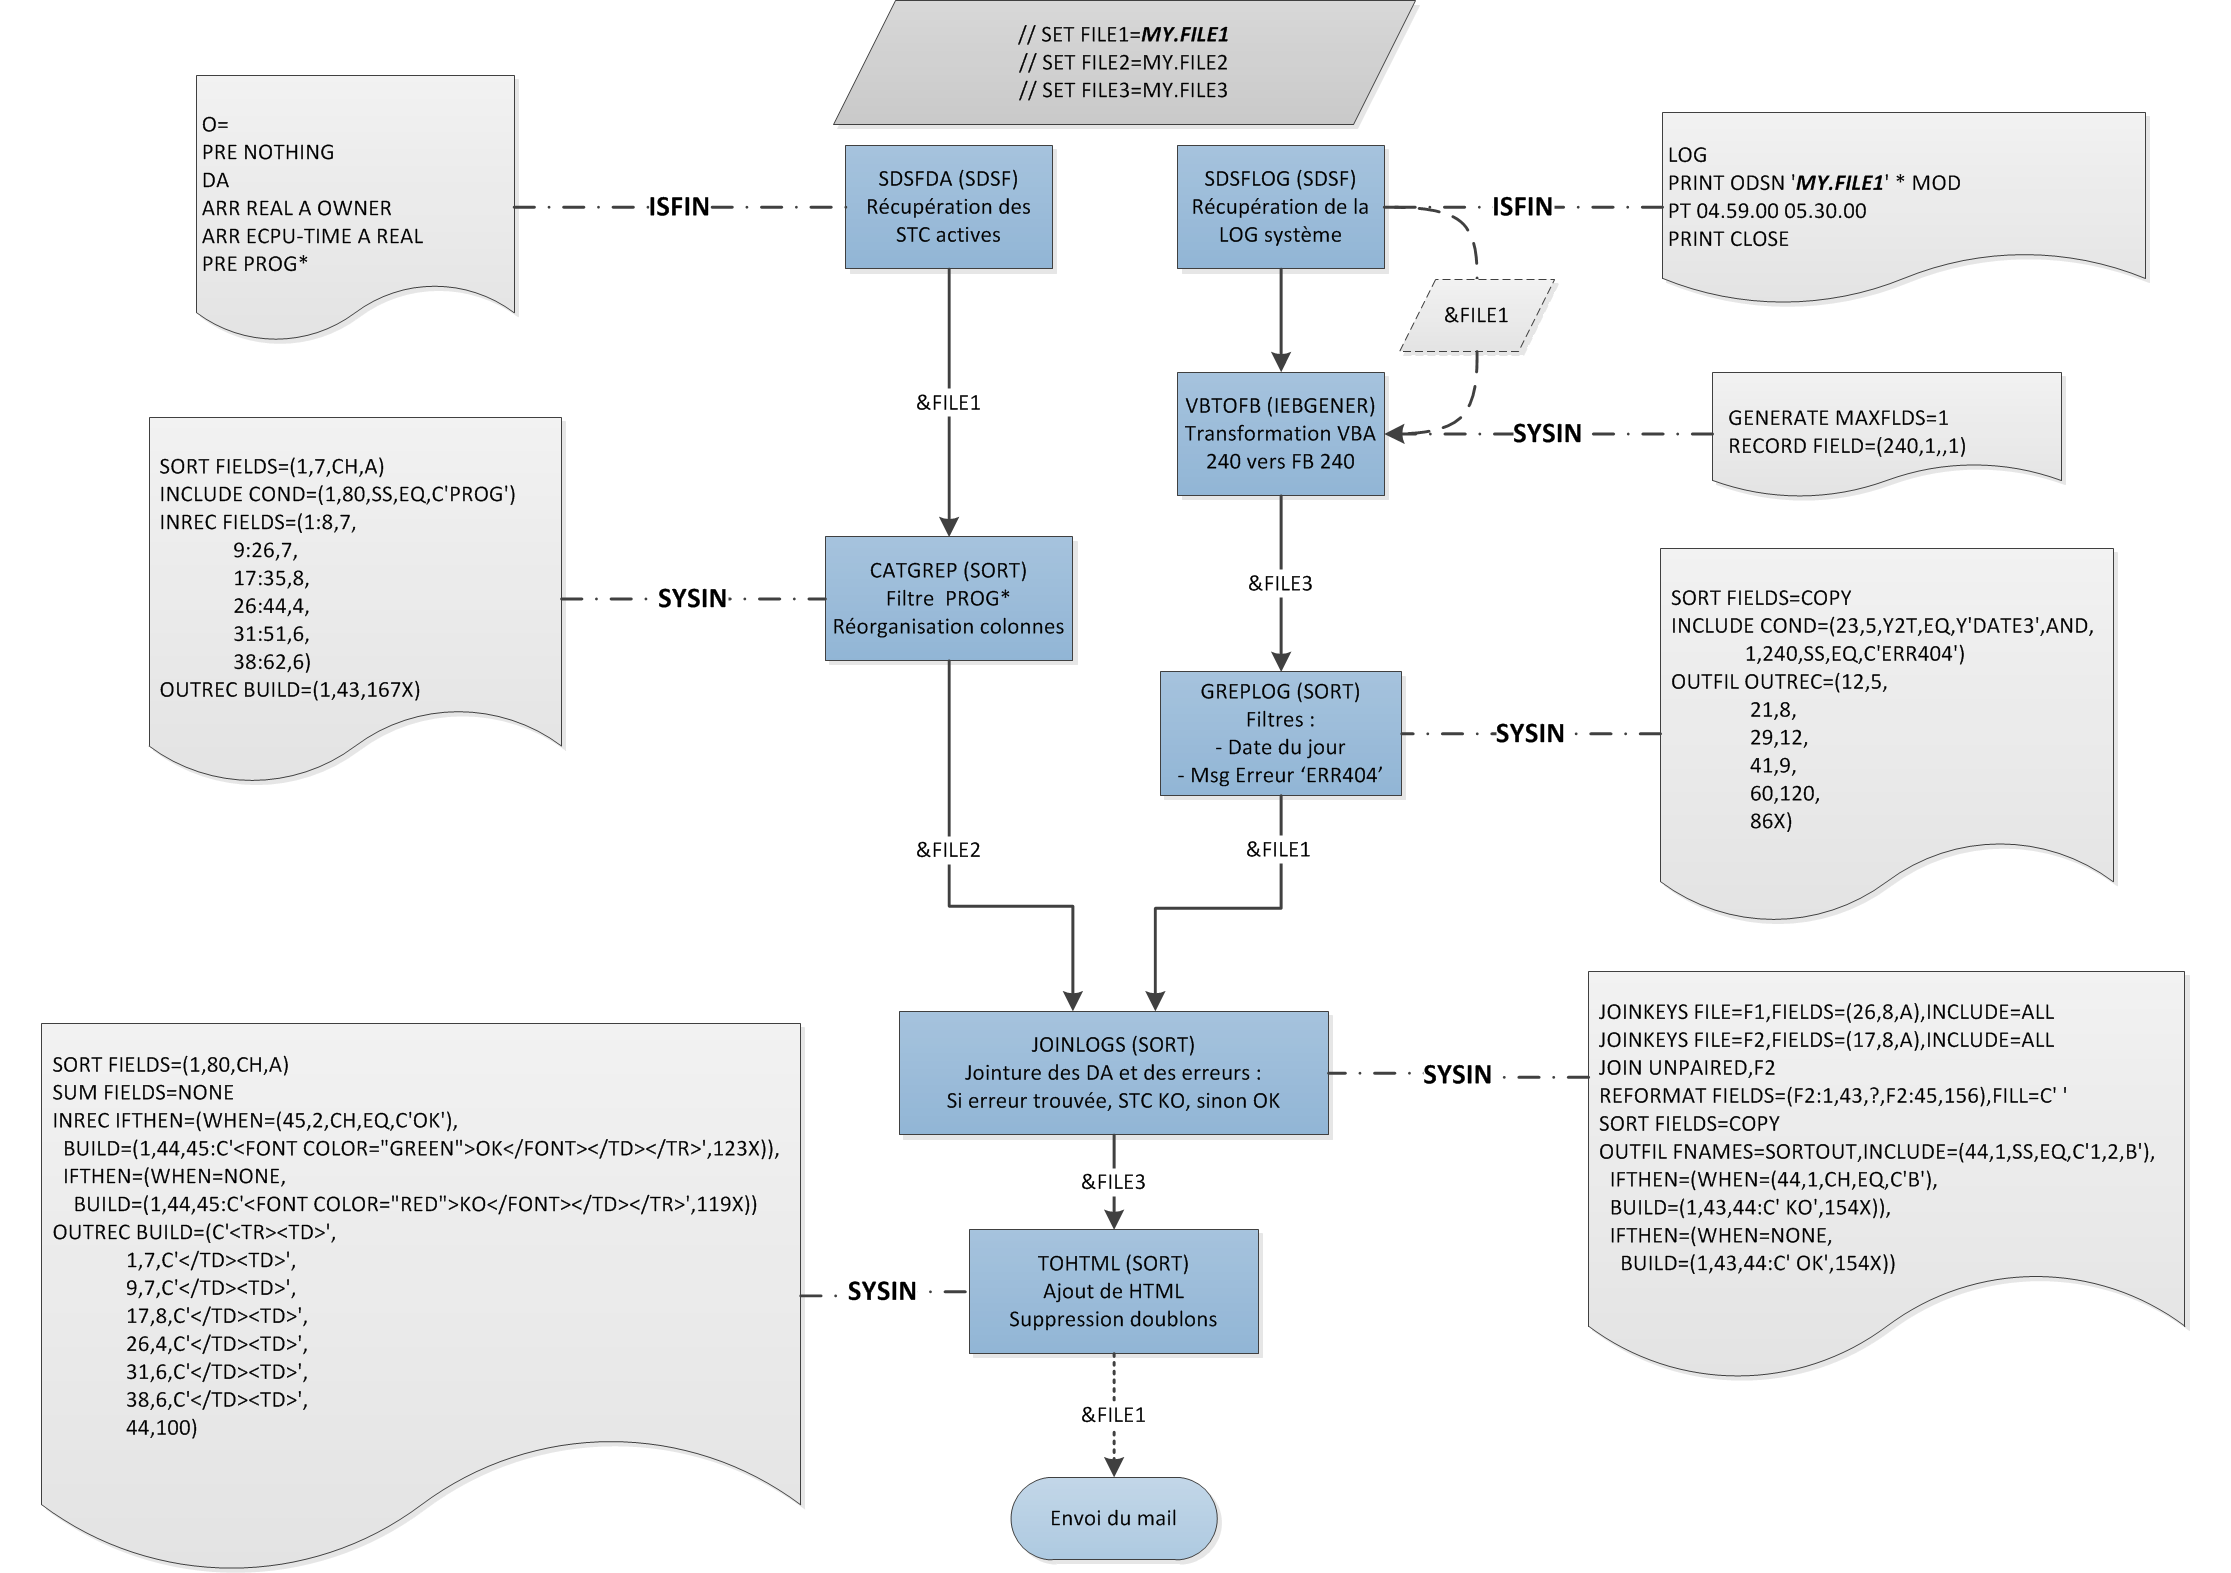 // SET FILE1=MY.FILE1
// SET FILE2=MY.FILE2
// SET FILE3=MY.FILE3
O=
PRE NOTHING
DA
ARR REAL A OWNER
ARR ECPU-TIME A REAL
PRE PROG*
ISFIN
SDSFDA (SDSF)
Récupération des
STC actives
SDSFLOG (SDSF)
Récupération de la
LOG système
ISFIN
LOG
PRINT ODSN 'MY.FILE1' * MOD
PT 04.59.00 05.30.00
PRINT CLOSE
&FILE1
&FILE1
VBTOFB (IEBGENER)
Transformation VBA
240 vers FB 240
SYSIN
GENERATE MAXFLDS=1
RECORD FIELD=(240,1,,1)
SORT FIELDS=(1,7,CH,A)
INCLUDE COND=(1,80,SS,EQ,C'PROG')
INREC FIELDS=(1:8,7,
9:26,7,
17:35,8,
26:44,4,
31:51,6,
38:62,6)
OUTREC BUILD=(1,43,167X)
SYSIN
CATGREP (SORT)
Filtre  PROG*
Réorganisation colonnes
&FILE3
GREPLOG (SORT)
Filtres :
- Date du jour
- Msg Erreur ‘ERR404’
SYSIN
SORT FIELDS=COPY
INCLUDE COND=(23,5,Y2T,EQ,Y'DATE3',AND,
1,240,SS,EQ,C'ERR404')
OUTFIL OUTREC=(12,5,
21,8,
29,12,
41,9,
60,120,
86X)
&FILE2
&FILE1
JOINLOGS (SORT)
Jointure des DA et des erreurs :
Si erreur trouvée, STC KO, sinon OK
SYSIN
JOINKEYS FILE=F1,FIELDS=(26,8,A),INCLUDE=ALL
JOINKEYS FILE=F2,FIELDS=(17,8,A),INCLUDE=ALL
JOIN UNPAIRED,F2
REFORMAT FIELDS=(F2:1,43,?,F2:45,156),FILL=C' '
SORT FIELDS=COPY
OUTFIL FNAMES=SORTOUT,INCLUDE=(44,1,SS,EQ,C'1,2,B'),
IFTHEN=(WHEN=(44,1,CH,EQ,C'B'),
BUILD=(1,43,44:C' KO',154X)),
IFTHEN=(WHEN=NONE,
BUILD=(1,43,44:C' OK',154X))
&FILE3
SORT FIELDS=(1,80,CH,A)
SUM FIELDS=NONE
INREC IFTHEN=(WHEN=(45,2,CH,EQ,C'OK'),
BUILD=(1,44,45:C'<FONT COLOR="GREEN">OK</FONT></TD></TR>',123X)),
IFTHEN=(WHEN=NONE,
BUILD=(1,44,45:C'<FONT COLOR="RED">KO</FONT></TD></TR>',119X))
OUTREC BUILD=(C'<TR><TD>',
1,7,C'</TD><TD>',
9,7,C'</TD><TD>',
17,8,C'</TD><TD>',
26,4,C'</TD><TD>',
31,6,C'</TD><TD>',
38,6,C'</TD><TD>',
44,100)
SYSIN
TOHTML (SORT)
Ajout de HTML
Suppression doublons
&FILE1
Envoi du mail